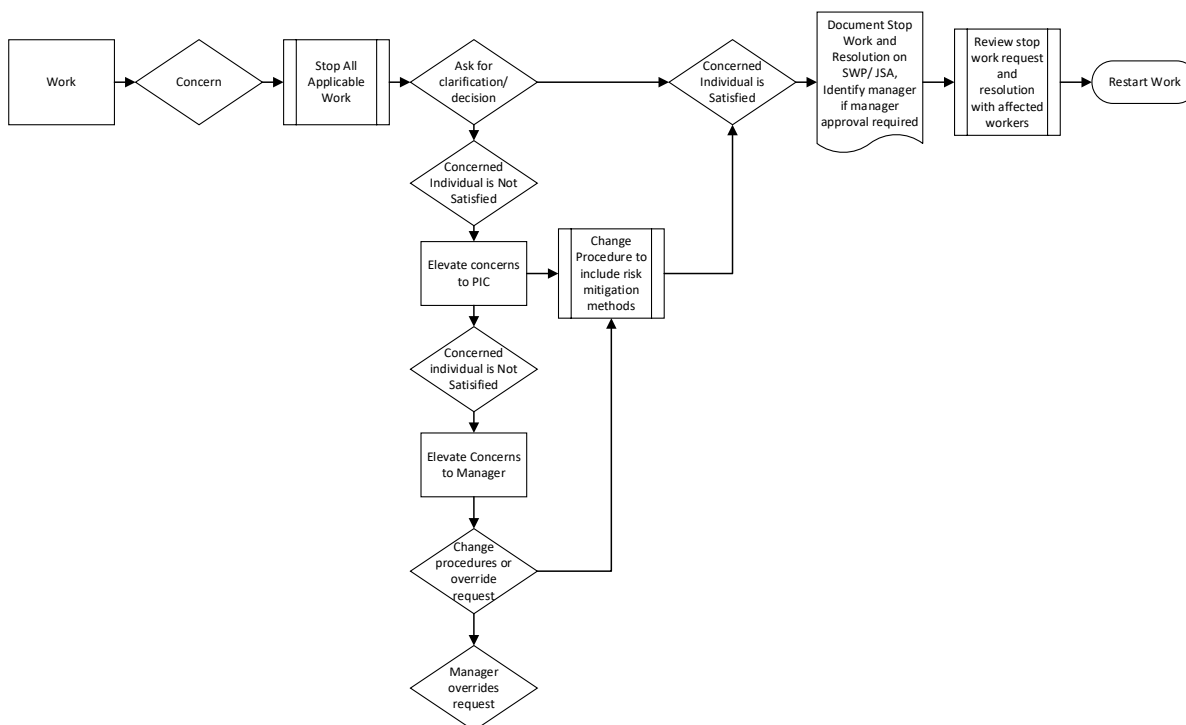 Work
Concern
Stop All
Applicable
Work
Ask for
clarification/
decision
Concerned
Individual is
Satisfied
Document Stop
Work and
Resolution on
SWP/ JSA,
Identify manager
if manager
approval required
Review stop
work request
and
resolution
with affected
workers
Restart Work
Concerned
Individual is Not
Satisfied
Elevate concerns
to PIC
Change
Procedure to
include risk
mitigation
methods
Concerned
individual is Not
Satisified
Elevate Concerns
to Manager
Change
procedures or
override
request
Manager
overrides
request